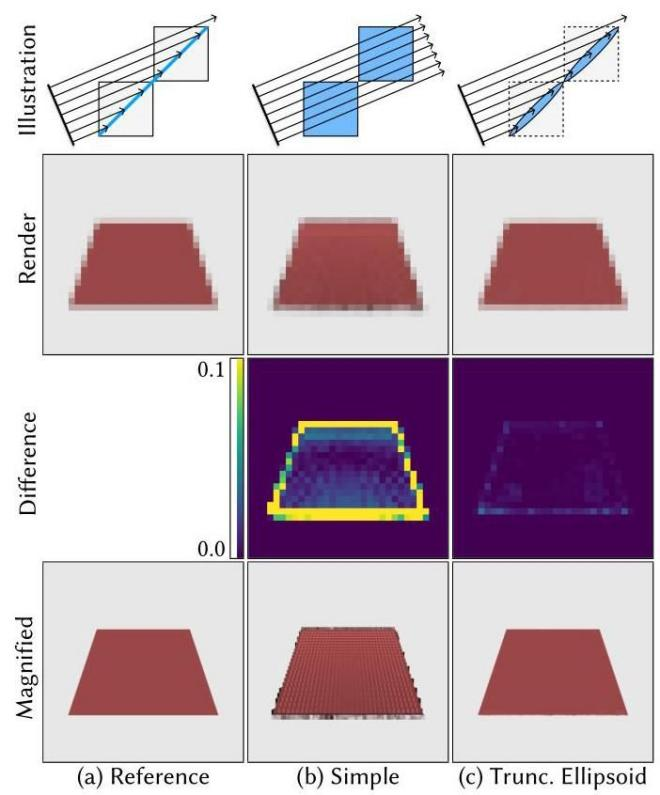 Illustration
Render
Difference
0.1
0.0
Magnified
(a) Reference
(b) Simple
(c) Trunc. Ellipsoid